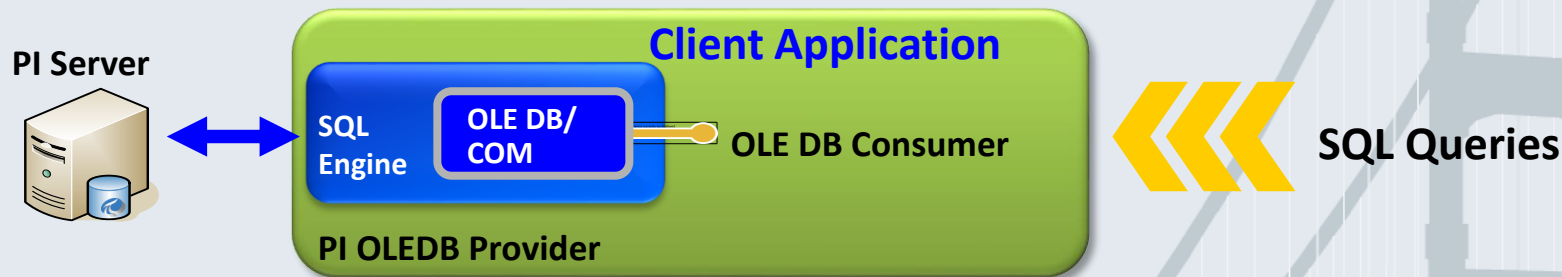 PI Server
Client Application
SQL
Engine
OLE DB/
COM
OLE DB Consumer
PI OLEDB Provider
SQL Queries